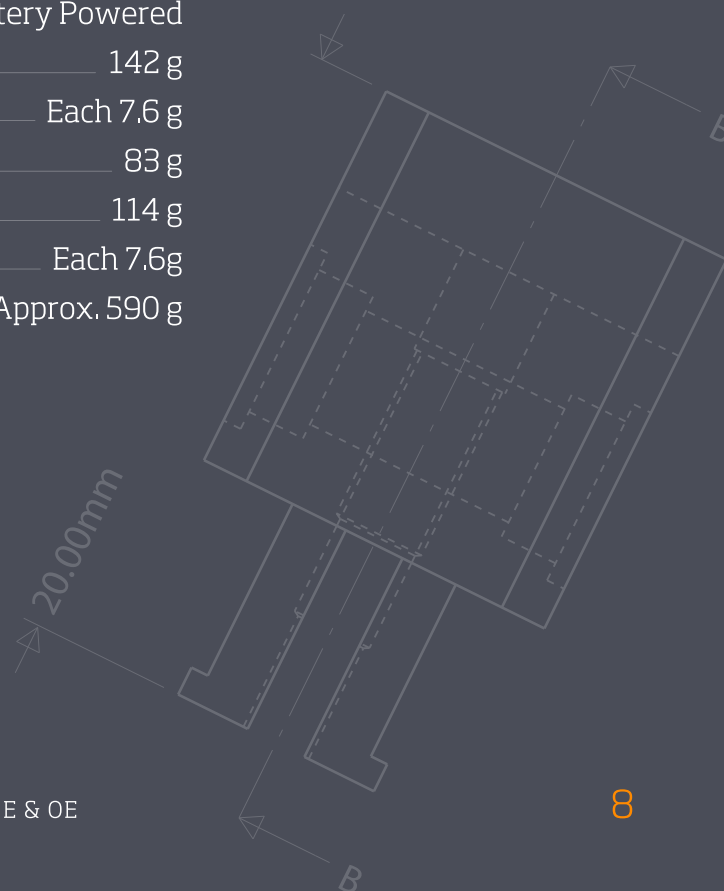 tery Powered
142 g
Each 7.6 g
83 g
114 g
Each 7.6g
Approx. 590 g
B
20.00mm
E & OE
8
B